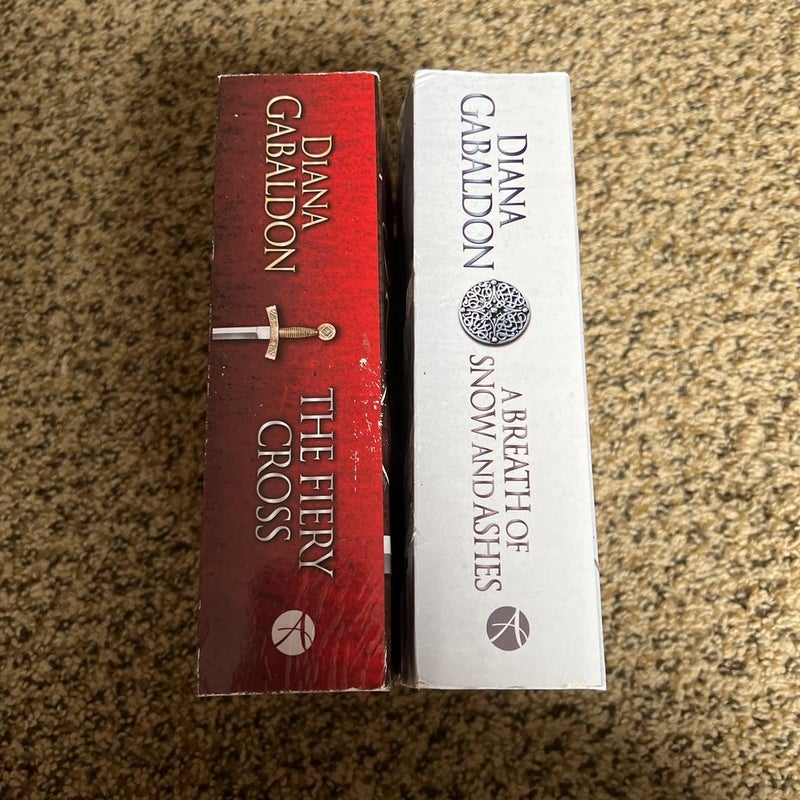 DIANA
GABALDON
THE FIERY
CROSS
DIANA
GABALDON
A BREATH OF
SNOW AND ASHES